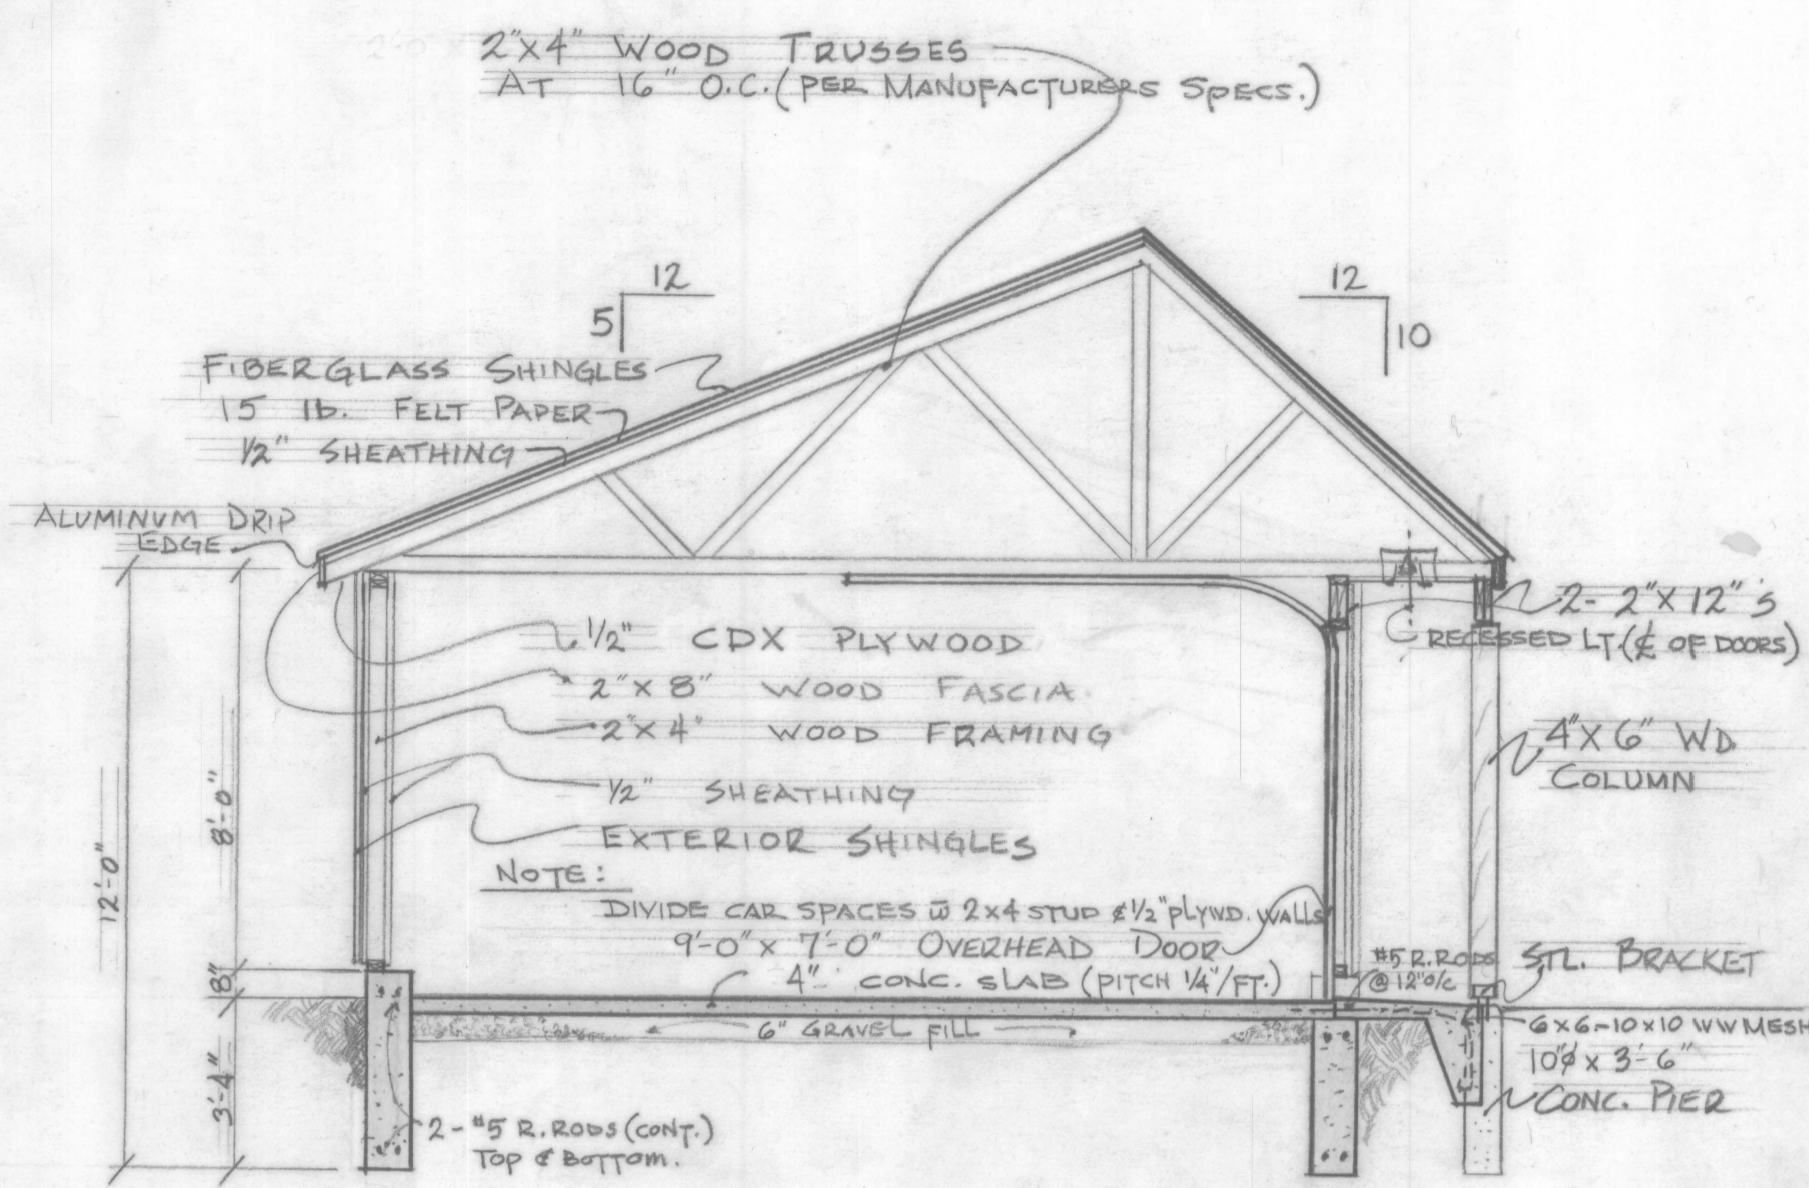 2"x4" WOOD TRUSSES
AT 16" O.C. (PER MANUFACTURERS SPECS.)
12
5
12
10
FIBERGLASS SHINGLES
15 lb. FELT PAPER
1/2" SHEATHING
ALUMINUM DRIP
EDGE
2-2"x12"'s
RECESSED LT. (℄ OF DOORS)
1/2" CDX PLYWOOD
2"x8" WOOD FASCIA
2"x4" WOOD FRAMING
1/2" SHEATHING
EXTERIOR SHINGLES
4"x6" WD.
COLUMN
12'-0"
8'-0"
8"
3'-4"
NOTE:
DIVIDE CAR SPACES w̄ 2x4 STUD & 1/2" PLYWD. WALLS
9'-0" x 7'-0" OVERHEAD DOOR
4" CONC. SLAB (PITCH 1/4"/FT.)
6" GRAVEL FILL
#5 R. RODS
@ 12" o/c
STL. BRACKET
6x6-10x10 WW MESH
10"ϕ x 3'-6"
CONC. PIER
2-#5 R. RODS (CONT.)
TOP & BOTTOM.